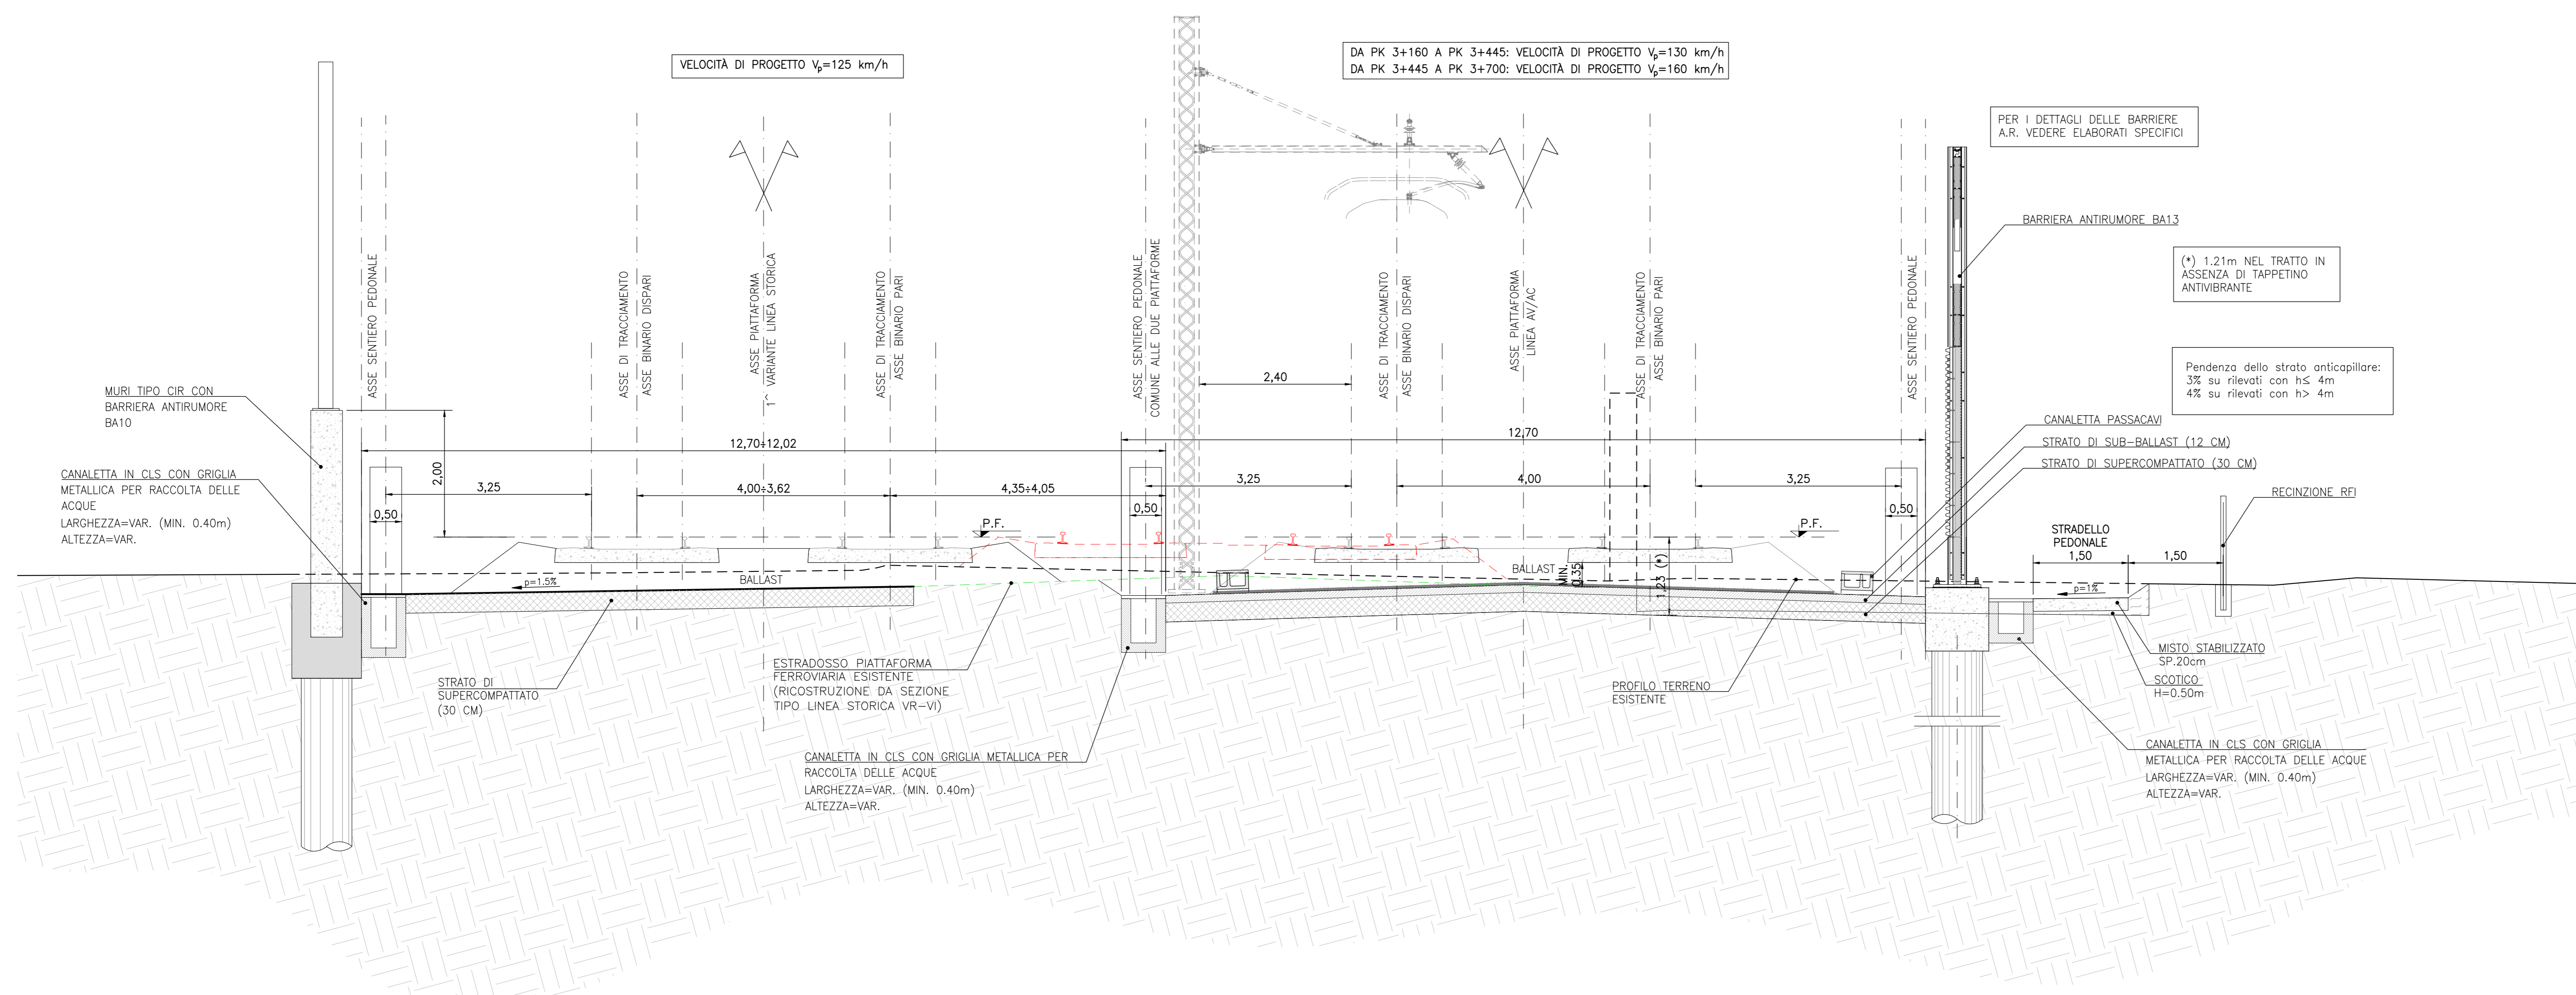 VELOCITÀ DI PROGETTO Vp=125 km/h
DA PK 3+160 A PK 3+445: VELOCITÀ DI PROGETTO Vp=130 km/h
DA PK 3+445 A PK 3+700: VELOCITÀ DI PROGETTO Vp=160 km/h
PER I DETTAGLI DELLE BARRIERE
A.R. VEDERE ELABORATI SPECIFICI
BARRIERA ANTIRUMORE BA13
(*) 1.21m NEL TRATTO IN
ASSENZA DI TAPPETINO
ANTIVIBRANTE
Pendenza dello strato anticapillare:
3% su rilevati con h≤ 4m
4% su rilevati con h> 4m
ASSE SENTIERO PEDONALE
ASSE DI TRACCIAMENTO
ASSE BINARIO DISPARI
ASSE PIATTAFORMA
1^ VARIANTE LINEA STORICA
ASSE DI TRACCIAMENTO
ASSE BINARIO PARI
ASSE SENTIERO PEDONALE
COMUNE ALLE DUE PIATTAFORME
ASSE DI TRACCIAMENTO
ASSE BINARIO DISPARI
ASSE PIATTAFORMA
LINEA AV/AC
ASSE DI TRACCIAMENTO
ASSE BINARIO PARI
ASSE SENTIERO PEDONALE
2,40
MURI TIPO CIR CON
BARRIERA ANTIRUMORE
BA10
CANALETTA PASSACAVI
STRATO DI SUB-BALLAST (12 CM)
STRATO DI SUPERCOMPATTATO (30 CM)
RECINZIONE RFI
12,70÷12,02
12,70
2,00
3,25
4,00÷3,62
4,35÷4,05
3,25
4,00
3,25
CANALETTA IN CLS CON GRIGLIA
METALLICA PER RACCOLTA DELLE
ACQUE
LARGHEZZA=VAR. (MIN. 0.40m)
ALTEZZA=VAR.
0,50
0,50
0,50
P.F.
P.F.
STRADELLO
PEDONALE
1,50
1,50
p=1.5%
BALLAST
BALLAST
MIN.
0,35
1,23 (*)
p=1%
STRATO DI
SUPERCOMPATTATO
(30 CM)
ESTRADOSSO PIATTAFORMA
FERROVIARIA ESISTENTE
(RICOSTRUZIONE DA SEZIONE
TIPO LINEA STORICA VR-VI)
PROFILO TERRENO
ESISTENTE
MISTO STABILIZZATO
SP.20cm
SCOTICO
H=0.50m
CANALETTA IN CLS CON GRIGLIA METALLICA PER
RACCOLTA DELLE ACQUE
LARGHEZZA=VAR. (MIN. 0.40m)
ALTEZZA=VAR.
CANALETTA IN CLS CON GRIGLIA
METALLICA PER RACCOLTA DELLE ACQUE
LARGHEZZA=VAR. (MIN. 0.40m)
ALTEZZA=VAR.